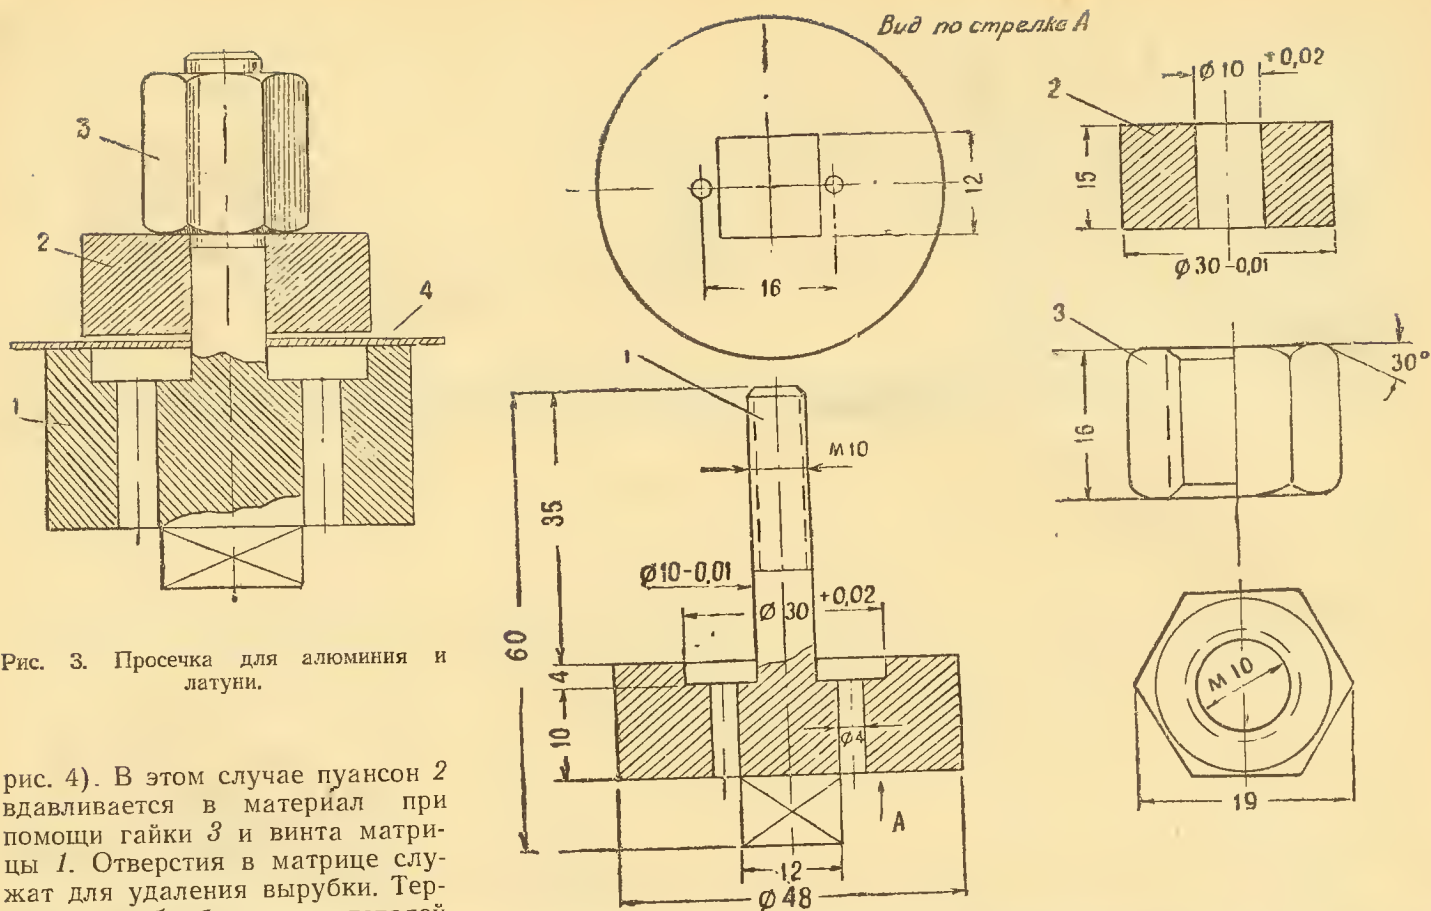 Вид по стрелке А
3
2
4
1
Рис. 3. Просечка для алюминия и
латуни.
рис. 4). В этом случае пуансон 2
вдавливается в материал при
помощи гайки 3 и винта матри-
цы 1. Отверстия в матрице слу-
жат для удаления вырубки. Тер-
12
16
1
М10
35
60
Ø10-0,01
Ø30 +0,02
4
10
Ø4
А
12
Ø48
2
Ø10 +0,02
15
Ø30-0,01
3
16
30°
М10
19